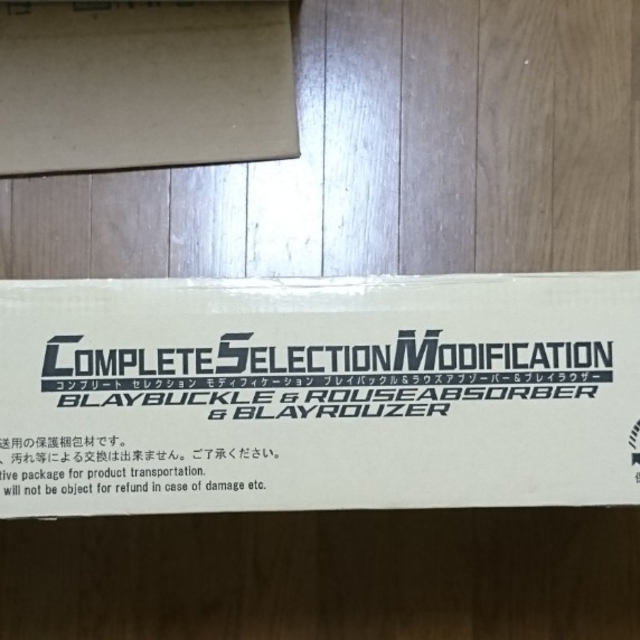 COMPLETE SELECTION MODIFICATION
コンプリート セレクション モディフィケーション ブレイバックル&ラウズアブソーバー&ブレイラウザー
BLAYBUCKLE & ROUSEABSORBER
& BLAYROUZER
送用の保護梱包材です。
、汚れ等による交換は出来ません。ご了承ください。
tive package for product transportation.
will not be object for refund in case of damage etc.